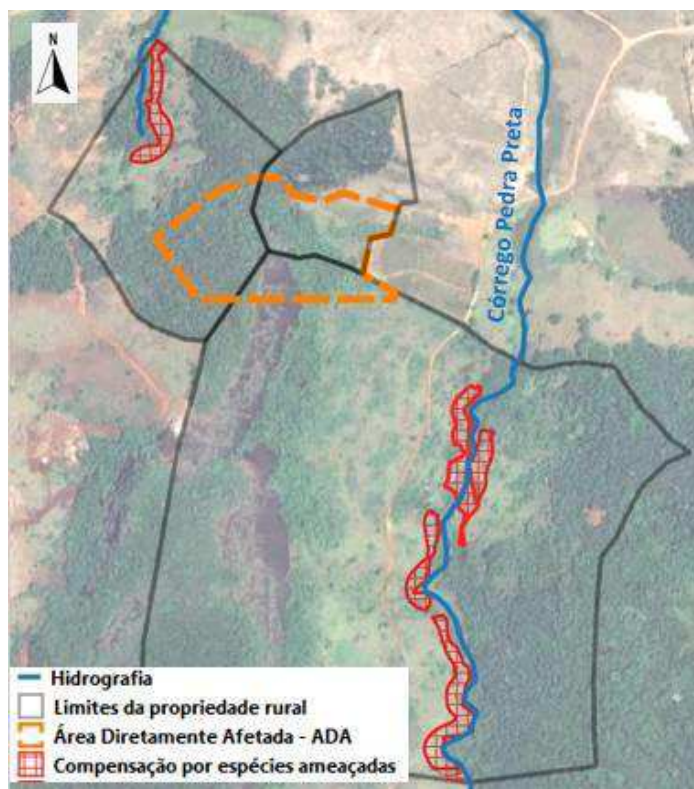 N
Córrego Pedra Preta
Hidrografia
Limites da propriedade rural
Área Diretamente Afetada - ADA
Compensação por espécies ameaçadas